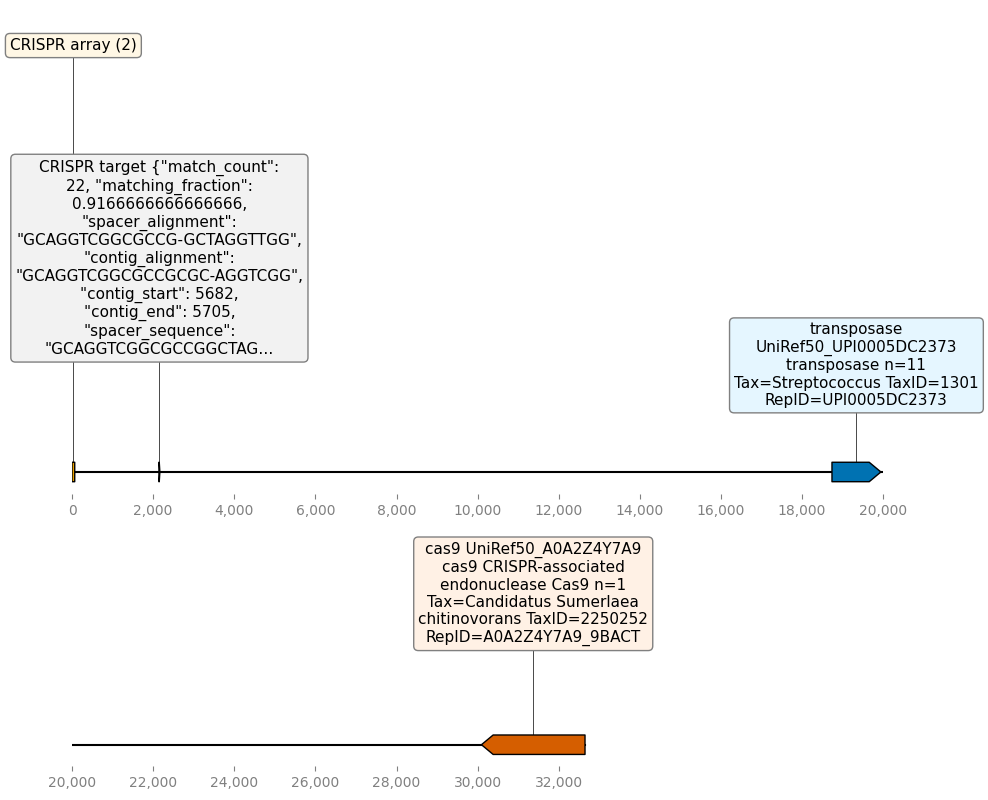 CRISPR array (2)
CRISPR target {"match_count":
22, "matching_fraction":
0.9166666666666666,
"spacer_alignment":
"GCAGGTCGGCGCCG-GCTAGGTTGG",
"contig_alignment":
"GCAGGTCGGCGCCGCGC-AGGTCGG",
"contig_start": 5682,
"contig_end": 5705,
"spacer_sequence":
"GCAGGTCGGCGCCGGCTAG...
transposase
UniRef50_UPI0005DC2373
transposase n=11
Tax=Streptococcus TaxID=1301
RepID=UPI0005DC2373
0 2,000 4,000 6,000 8,000 10,000 12,000 14,000 16,000 18,000 20,000
cas9 UniRef50_A0A2Z4Y7A9
cas9 CRISPR-associated
endonuclease Cas9 n=1
Tax=Candidatus Sumerlaea
chitinovorans TaxID=2250252
RepID=A0A2Z4Y7A9_9BACT
20,000 22,000 24,000 26,000 28,000 30,000 32,000